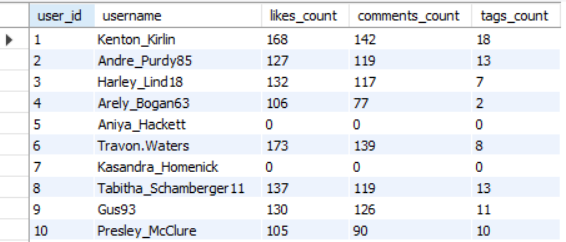 user_id username likes_count comments_count tags_count
1 Kenton_Kirlin 168 142 18
2 Andre_Purdy85 127 119 13
3 Harley_Lind18 132 117 7
4 Arely_Bogan63 106 77 2
5 Aniya_Hackett 0 0 0
6 Travon.Waters 173 139 8
7 Kasandra_Homenick 0 0 0
8 Tabitha_Schamberger11 137 119 13
9 Gus93 130 126 11
10 Presley_McClure 105 90 10